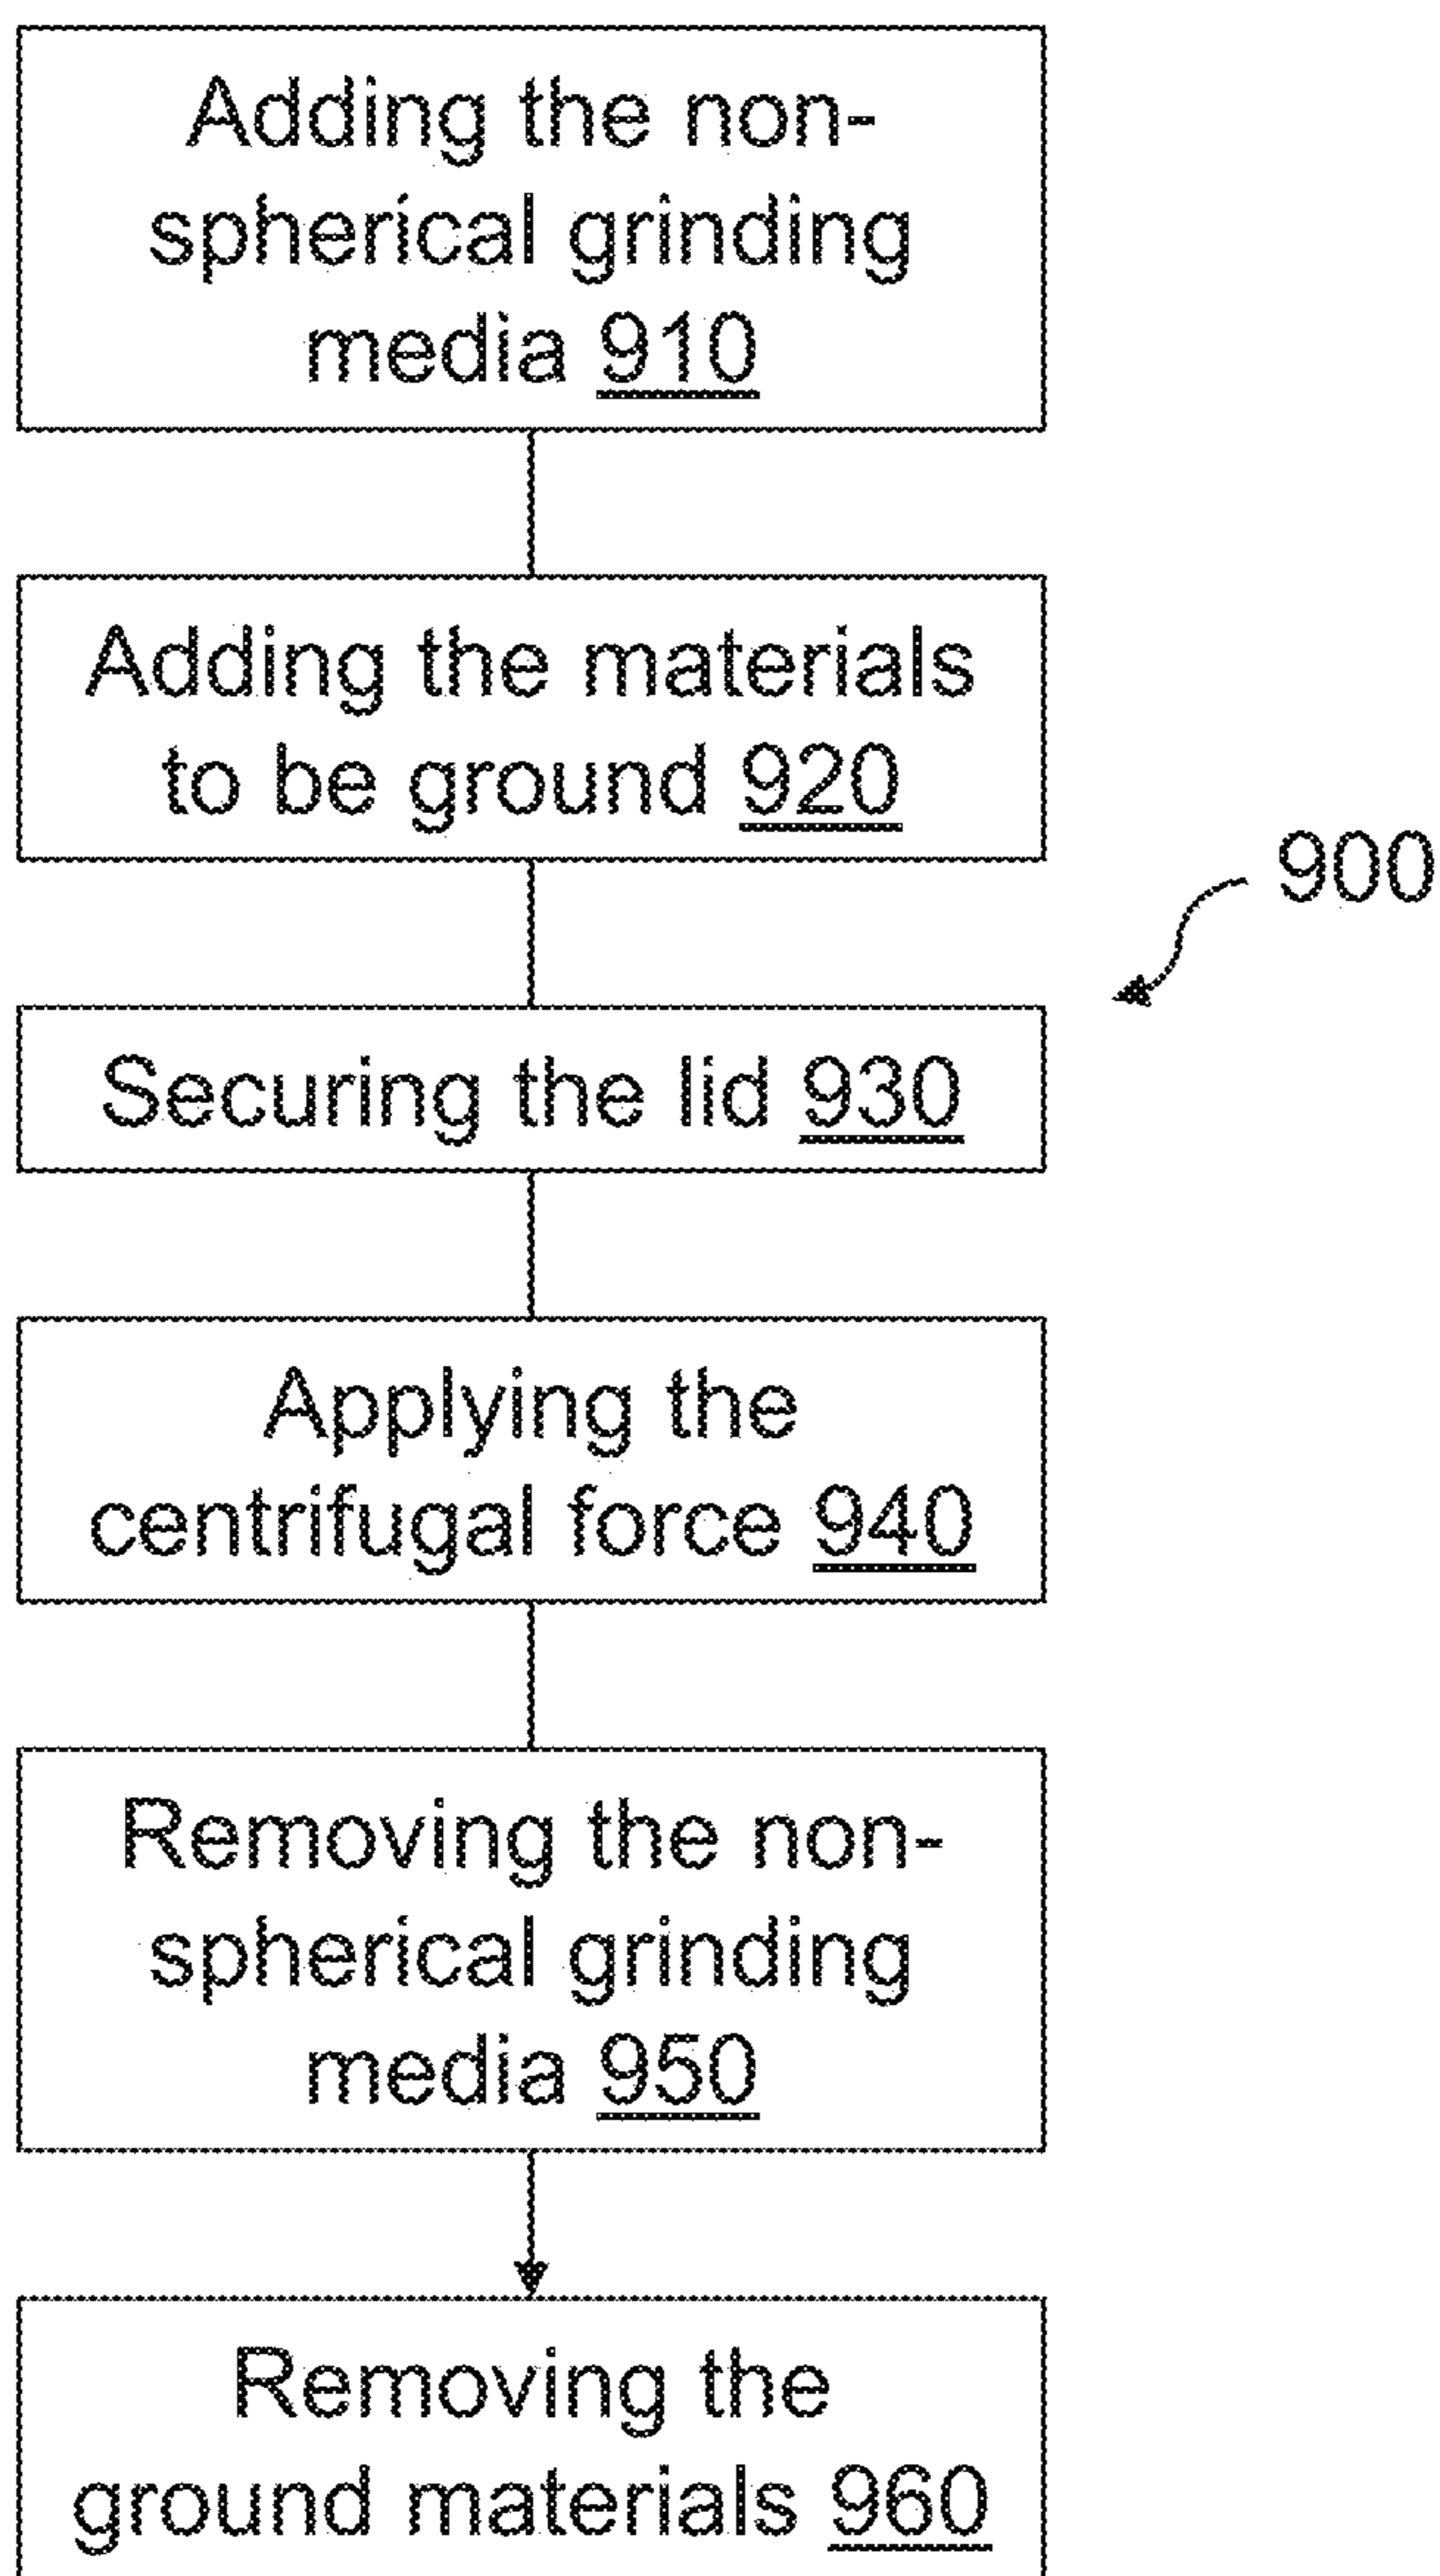 Adding the non-
spherical grinding
media 910
Adding the materials
to be ground 920
900
Securing the lid 930
Applying the
centrifugal force 940
Removing the non-
spherical grinding
media 950
Removing the
ground materials 960